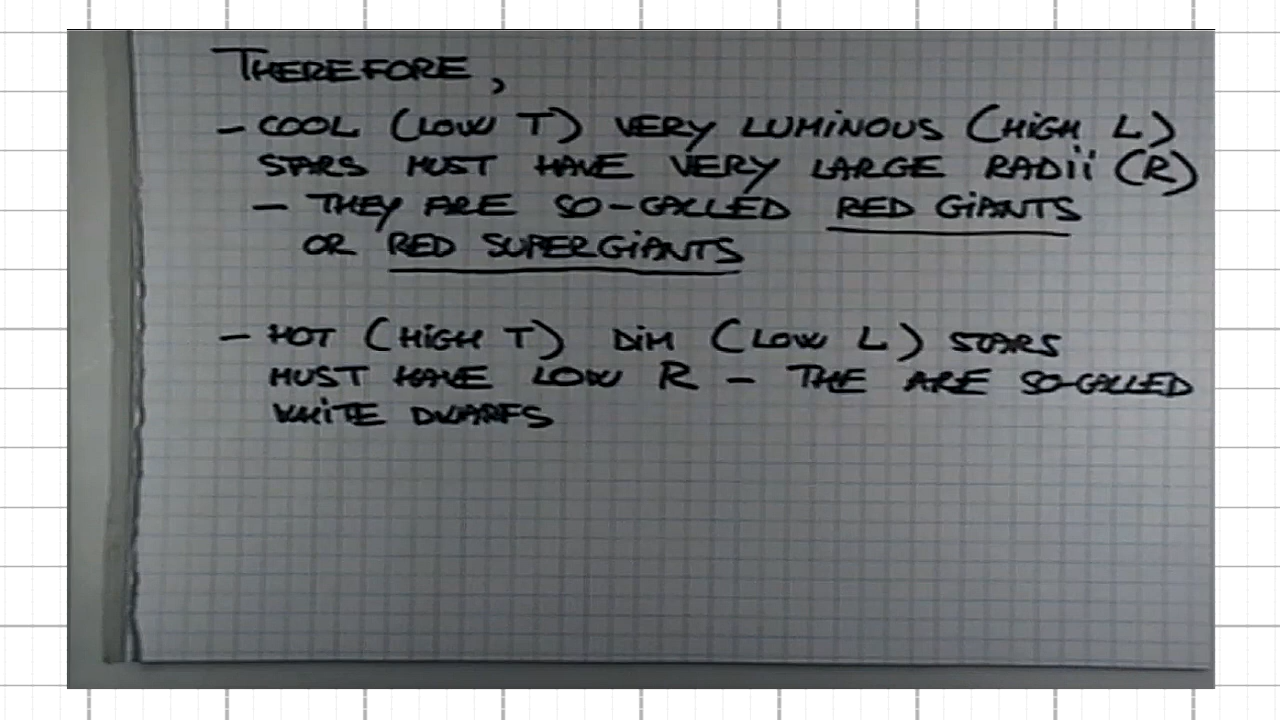 THEREFORE,
- COOL (LOW T) VERY LUMINOUS (HIGH L)
STARS MUST HAVE VERY LARGE RADII (R)
- THEY ARE SO-CALLED RED GIANTS
OR RED SUPERGIANTS
- HOT (HIGH T) DIM (LOW L) STARS
MUST HAVE LOW R - THE ARE SO-CALLED
WHITE DWARFS